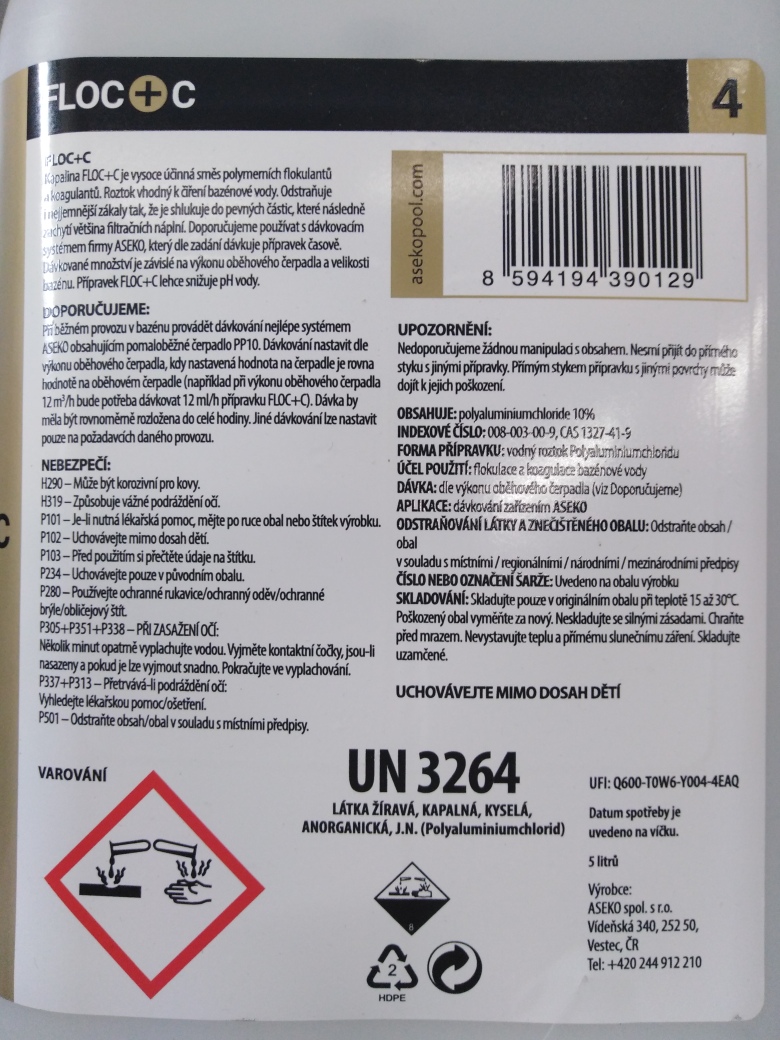 FLOC+C
4
FLOC+C
Kapalina FLOC+C je vysoce účinná směs polymerních flokulantů
a koagulantů. Roztok vhodný k čiření bazénové vody. Odstraňuje
i nejjemnější zákaly tak, že je shlukuje do pevných částic, které následně
zachytí většina filtračních náplní. Doporučujeme používat s dávkovacím
systémem firmy ASEKO, který dle zadání dávkuje přípravek časově.
Dávkované množství je závislé na výkonu oběhového čerpadla a velikosti
bazénu. Přípravek FLOC+C lehce snižuje pH vody.
DOPORUČUJEME:
Při běžném provozu v bazénu provádět dávkování nejlépe systémem
ASEKO obsahujícím pomaloběžné čerpadlo PP10. Dávkování nastavit dle
výkonu oběhového čerpadla, kdy nastavená hodnota na čerpadle je rovna
hodnotě na oběhovém čerpadle (například při výkonu oběhového čerpadla
12 m³/h bude potřeba dávkovat 12 ml/h přípravku FLOC+C). Dávka by
měla být rovnoměrně rozložena do celé hodiny. Jiné dávkování lze nastavit
pouze na požadavcích daného provozu.
NEBEZPEČÍ:
H290 – Může být korozivní pro kovy.
H319 – Způsobuje vážné podráždění očí.
P101 – Je-li nutná lékařská pomoc, mějte po ruce obal nebo štítek výrobku.
P102 – Uchovávejte mimo dosah dětí.
P103 – Před použitím si přečtěte údaje na štítku.
P234 – Uchovávejte pouze v původním obalu.
P280 – Používejte ochranné rukavice/ochranný oděv/ochranné
brýle/obličejový štít.
P305+P351+P338 – PŘI ZASAŽENÍ OČÍ:
Několik minut opatrně vyplachujte vodou. Vyjměte kontaktní čočky, jsou-li
nasazeny a pokud je lze vyjmout snadno. Pokračujte ve vyplachování.
P337+P313 – Přetrvává-li podráždění očí:
Vyhledejte lékařskou pomoc/ošetření.
P501 – Odstraňte obsah/obal v souladu s místními předpisy.
VAROVÁNÍ
asekopool.com
8 594194 390129
UPOZORNĚNÍ:
Nedoporučujeme žádnou manipulaci s obsahem. Nesmí přijít do přímého
styku s jinými přípravky. Přímým stykem přípravku s jinými povrchy může
dojít k jejich poškození.
OBSAHUJE: polyaluminiumchloride 10%
INDEXOVÉ ČÍSLO: 008-003-00-9, CAS 1327-41-9
FORMA PŘÍPRAVKU: vodný roztok Polyaluminiumchloridu
ÚČEL POUŽITÍ: flokulace a koagulace bazénové vody
DÁVKA: dle výkonu oběhového čerpadla (viz Doporučujeme)
APLIKACE: dávkování zařízením ASEKO
ODSTRAŇOVÁNÍ LÁTKY A ZNEČIŠTĚNÉHO OBALU: Odstraňte obsah /
obal
v souladu s místními / regionálními / národními / mezinárodními předpisy
ČÍSLO NEBO OZNAČENÍ ŠARŽE: Uvedeno na obalu výrobku
SKLADOVÁNÍ: Skladujte pouze v originálním obalu při teplotě 15 až 30°C.
Poškozený obal vyměňte za nový. Neskladujte se silnými zásadami. Chraňte
před mrazem. Nevystavujte teplu a přímému slunečnímu záření. Skladujte
uzamčené.
UCHOVÁVEJTE MIMO DOSAH DĚTÍ
UN 3264
LÁTKA ŽÍRAVÁ, KAPALNÁ, KYSELÁ,
ANORGANICKÁ, J.N. (Polyaluminiumchlorid)
8
2
HDPE
UFI: Q600-T0W6-Y004-4EAQ
Datum spotřeby je
uvedeno na víčku.
5 litrů
Výrobce:
ASEKO spol. s r.o.
Vídeňská 340, 252 50,
Vestec, ČR
Tel: +420 244 912 210
C